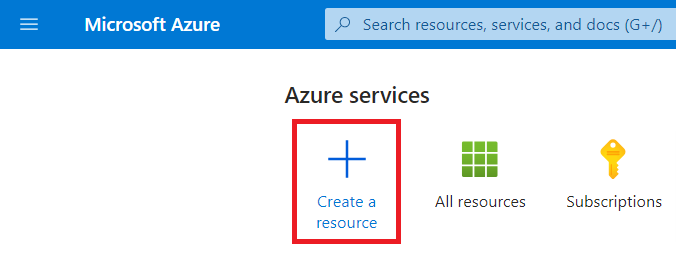 Microsoft Azure
Search resources, services, and docs (G+/)
Azure services
Create a
resource
All resources
Subscriptions